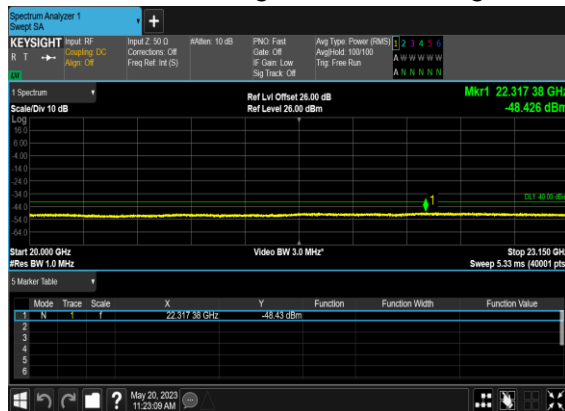 Spectrum Analyzer 1
Swept SA
+
KEYSIGHT Input: RF Input Z: 50 Ω #Atten: 10 dB PNO: Fast Avg Type: Power (RMS) 1 2 3 4 5 6
R T Coupling: DC Corrections: Off Gate: Off Avg|Hold: 100/100 A W W W W W
Align: Off Freq Ref: Int (S) IF Gain: Low Trig: Free Run
Sig Track: Off A N N N N N
1 Spectrum Ref Lvl Offset 26.00 dB Mkr1 22.317 38 GHz
Scale/Div 10 dB Ref Level 26.00 dBm -48.426 dBm
Log
16.0
6.00
-4.00
-14.0
-24.0
-34.0
1
DL1 -40.00 dBm
-44.0
-54.0
-64.0
Start 20.000 GHz Video BW 3.0 MHz* Stop 23.150 GHz
#Res BW 1.0 MHz Sweep 5.33 ms (40001 pts)
5 Marker Table
Mode Trace Scale X Y Function Function Width Function Value
1 N 1 f 22.317 38 GHz -48.43 dBm
2
3
4
5
6
? May 20, 2023
11:23:09 AM